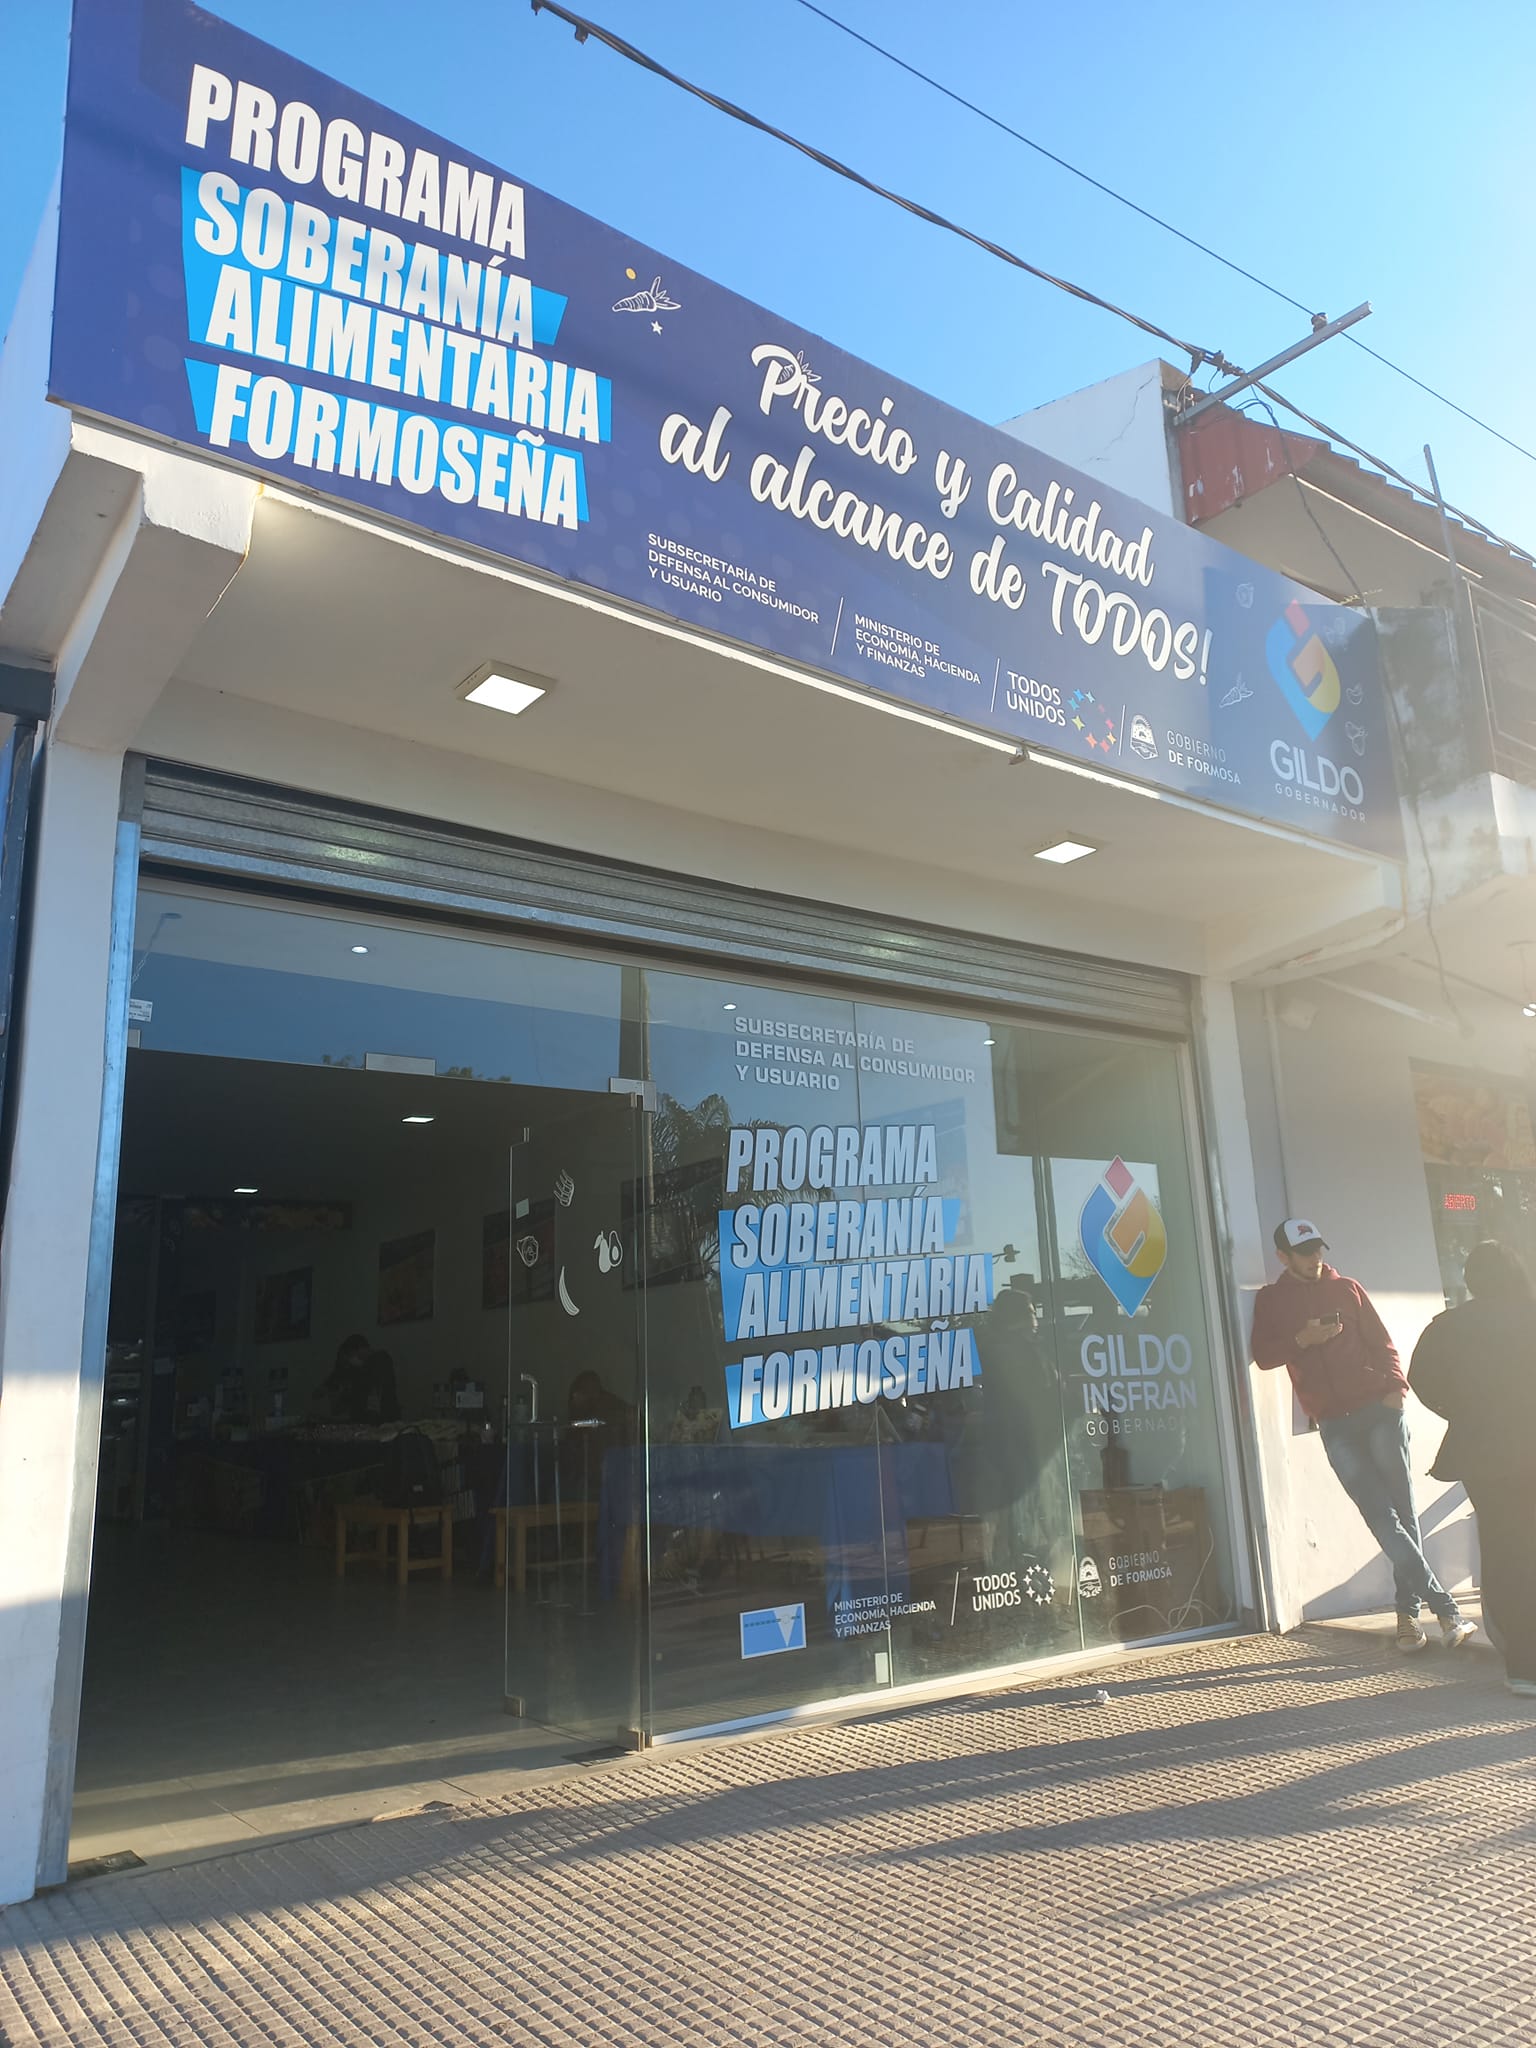 PROGRAMA
SOBERANÍA
ALIMENTARIA
FORMOSEÑA
Precio y Calidad
al alcance de TODOS!
SUBSECRETARÍA DE
DEFENSA AL CONSUMIDOR
Y USUARIO
MINISTERIO DE
ECONOMÍA, HACIENDA
Y FINANZAS
TODOS
UNIDOS
GOBIERNO
DE FORMOSA
GILDO
GOBERNADOR
SUBSECRETARÍA DE
DEFENSA AL CONSUMIDOR
Y USUARIO
PROGRAMA
SOBERANÍA
ALIMENTARIA
FORMOSEÑA
GILDO
INSFRAN
GOBERNADOR
MINISTERIO DE
ECONOMÍA, HACIENDA
Y FINANZAS
TODOS
UNIDOS
GOBIERNO
DE FORMOSA
ABIERTO